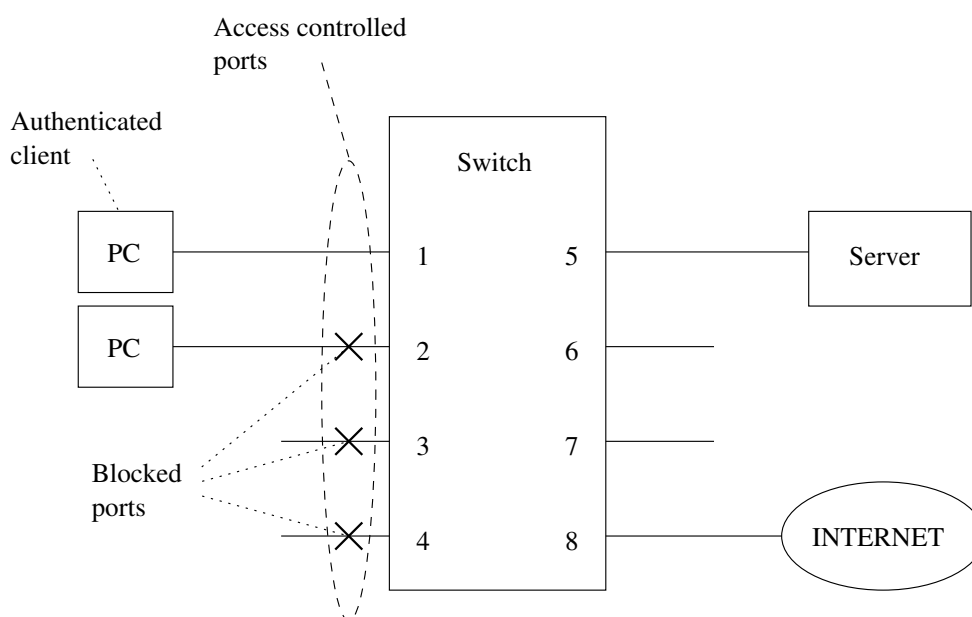 Access controlled
ports
Authenticated
client
Switch
PC
1
5
Server
PC
2
6
3
7
Blocked
ports
4
8
INTERNET